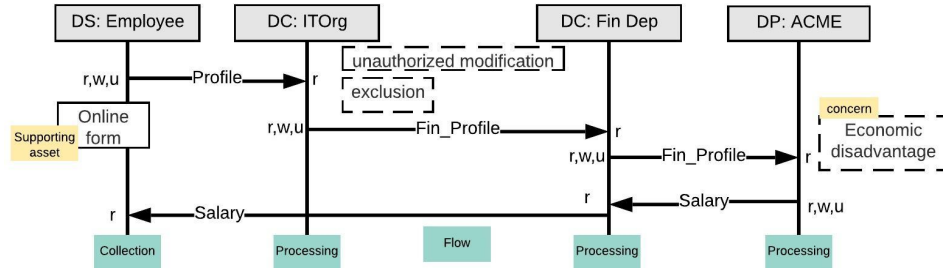 DS: Employee
DC: ITOrg
DC: Fin Dep
DP: ACME
r,w,u
Profile
r
unauthorized modification
exclusion
concern
Online
form
Supporting
asset
r,w,u
Fin_Profile
r
Economic
disadvantage
r,w,u
Fin_Profile
r
r
Salary
r
Salary
r,w,u
Collection
Processing
Flow
Processing
Processing